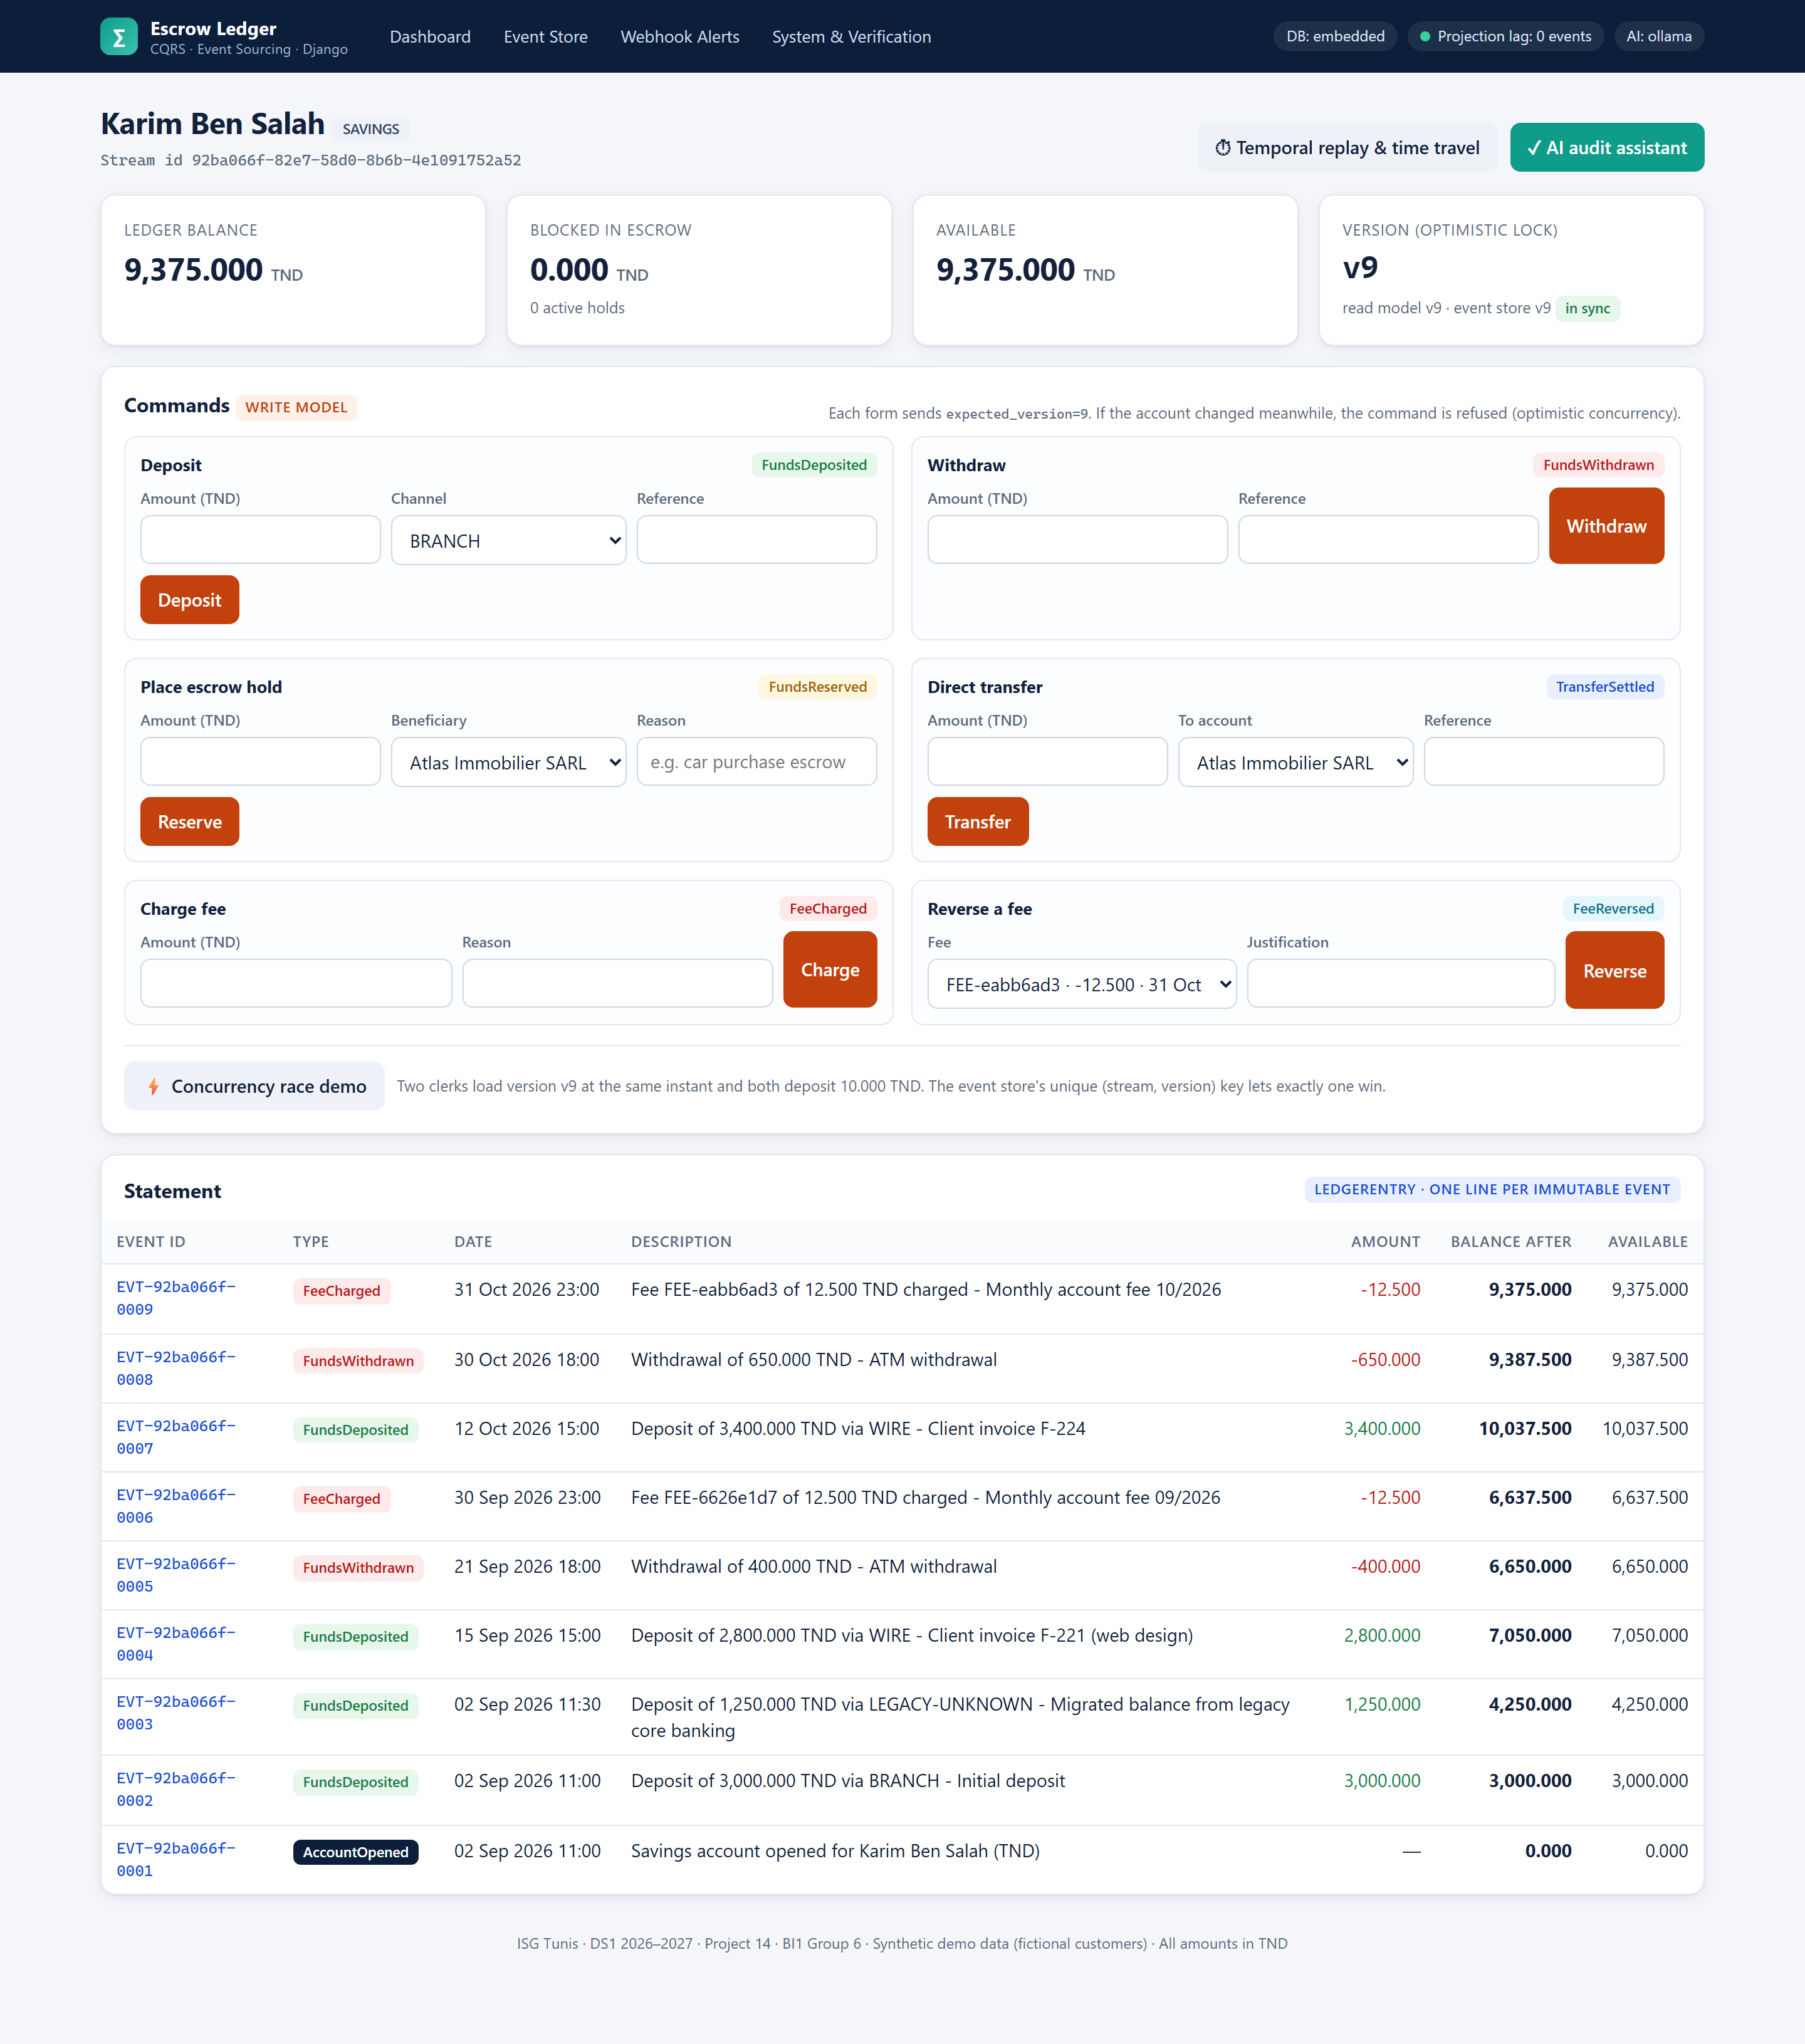 Σ
Escrow Ledger
CQRS · Event Sourcing · Django
Dashboard Event Store Webhook Alerts System & Verification
DB: embedded Projection lag: 0 events AI: ollama
Karim Ben Salah SAVINGS
Stream id 92ba066f-82e7-58d0-8b6b-4e1091752a52
⏱ Temporal replay & time travel ✓ AI audit assistant
LEDGER BALANCE
9,375.000 TND
BLOCKED IN ESCROW
0.000 TND
0 active holds
AVAILABLE
9,375.000 TND
VERSION (OPTIMISTIC LOCK)
v9
read model v9 · event store v9 in sync
Commands WRITE MODEL
Each form sends expected_version=9. If the account changed meanwhile, the command is refused (optimistic concurrency).
Deposit FundsDeposited
Amount (TND) Channel Reference
BRANCH
Deposit
Withdraw FundsWithdrawn
Amount (TND) Reference
Withdraw
Place escrow hold FundsReserved
Amount (TND) Beneficiary Reason
Atlas Immobilier SARL e.g. car purchase escrow
Reserve
Direct transfer TransferSettled
Amount (TND) To account Reference
Atlas Immobilier SARL
Transfer
Charge fee FeeCharged
Amount (TND) Reason
Charge
Reverse a fee FeeReversed
Fee Justification
FEE-eabb6ad3 · -12.500 · 31 Oct
Reverse
⚡ Concurrency race demo Two clerks load version v9 at the same instant and both deposit 10.000 TND. The event store's unique (stream, version) key lets exactly one win.
Statement LEDGERENTRY · ONE LINE PER IMMUTABLE EVENT
EVENT ID TYPE DATE DESCRIPTION AMOUNT BALANCE AFTER AVAILABLE
EVT-92ba066f-
0009 FeeCharged 31 Oct 2026 23:00 Fee FEE-eabb6ad3 of 12.500 TND charged - Monthly account fee 10/2026 -12.500 9,375.000 9,375.000
EVT-92ba066f-
0008 FundsWithdrawn 30 Oct 2026 18:00 Withdrawal of 650.000 TND - ATM withdrawal -650.000 9,387.500 9,387.500
EVT-92ba066f-
0007 FundsDeposited 12 Oct 2026 15:00 Deposit of 3,400.000 TND via WIRE - Client invoice F-224 3,400.000 10,037.500 10,037.500
EVT-92ba066f-
0006 FeeCharged 30 Sep 2026 23:00 Fee FEE-6626e1d7 of 12.500 TND charged - Monthly account fee 09/2026 -12.500 6,637.500 6,637.500
EVT-92ba066f-
0005 FundsWithdrawn 21 Sep 2026 18:00 Withdrawal of 400.000 TND - ATM withdrawal -400.000 6,650.000 6,650.000
EVT-92ba066f-
0004 FundsDeposited 15 Sep 2026 15:00 Deposit of 2,800.000 TND via WIRE - Client invoice F-221 (web design) 2,800.000 7,050.000 7,050.000
EVT-92ba066f-
0003 FundsDeposited 02 Sep 2026 11:30 Deposit of 1,250.000 TND via LEGACY-UNKNOWN - Migrated balance from legacy 1,250.000 4,250.000 4,250.000
core banking
EVT-92ba066f-
0002 FundsDeposited 02 Sep 2026 11:00 Deposit of 3,000.000 TND via BRANCH - Initial deposit 3,000.000 3,000.000 3,000.000
EVT-92ba066f-
0001 AccountOpened 02 Sep 2026 11:00 Savings account opened for Karim Ben Salah (TND) — 0.000 0.000
ISG Tunis · DS1 2026–2027 · Project 14 · BI1 Group 6 · Synthetic demo data (fictional customers) · All amounts in TND